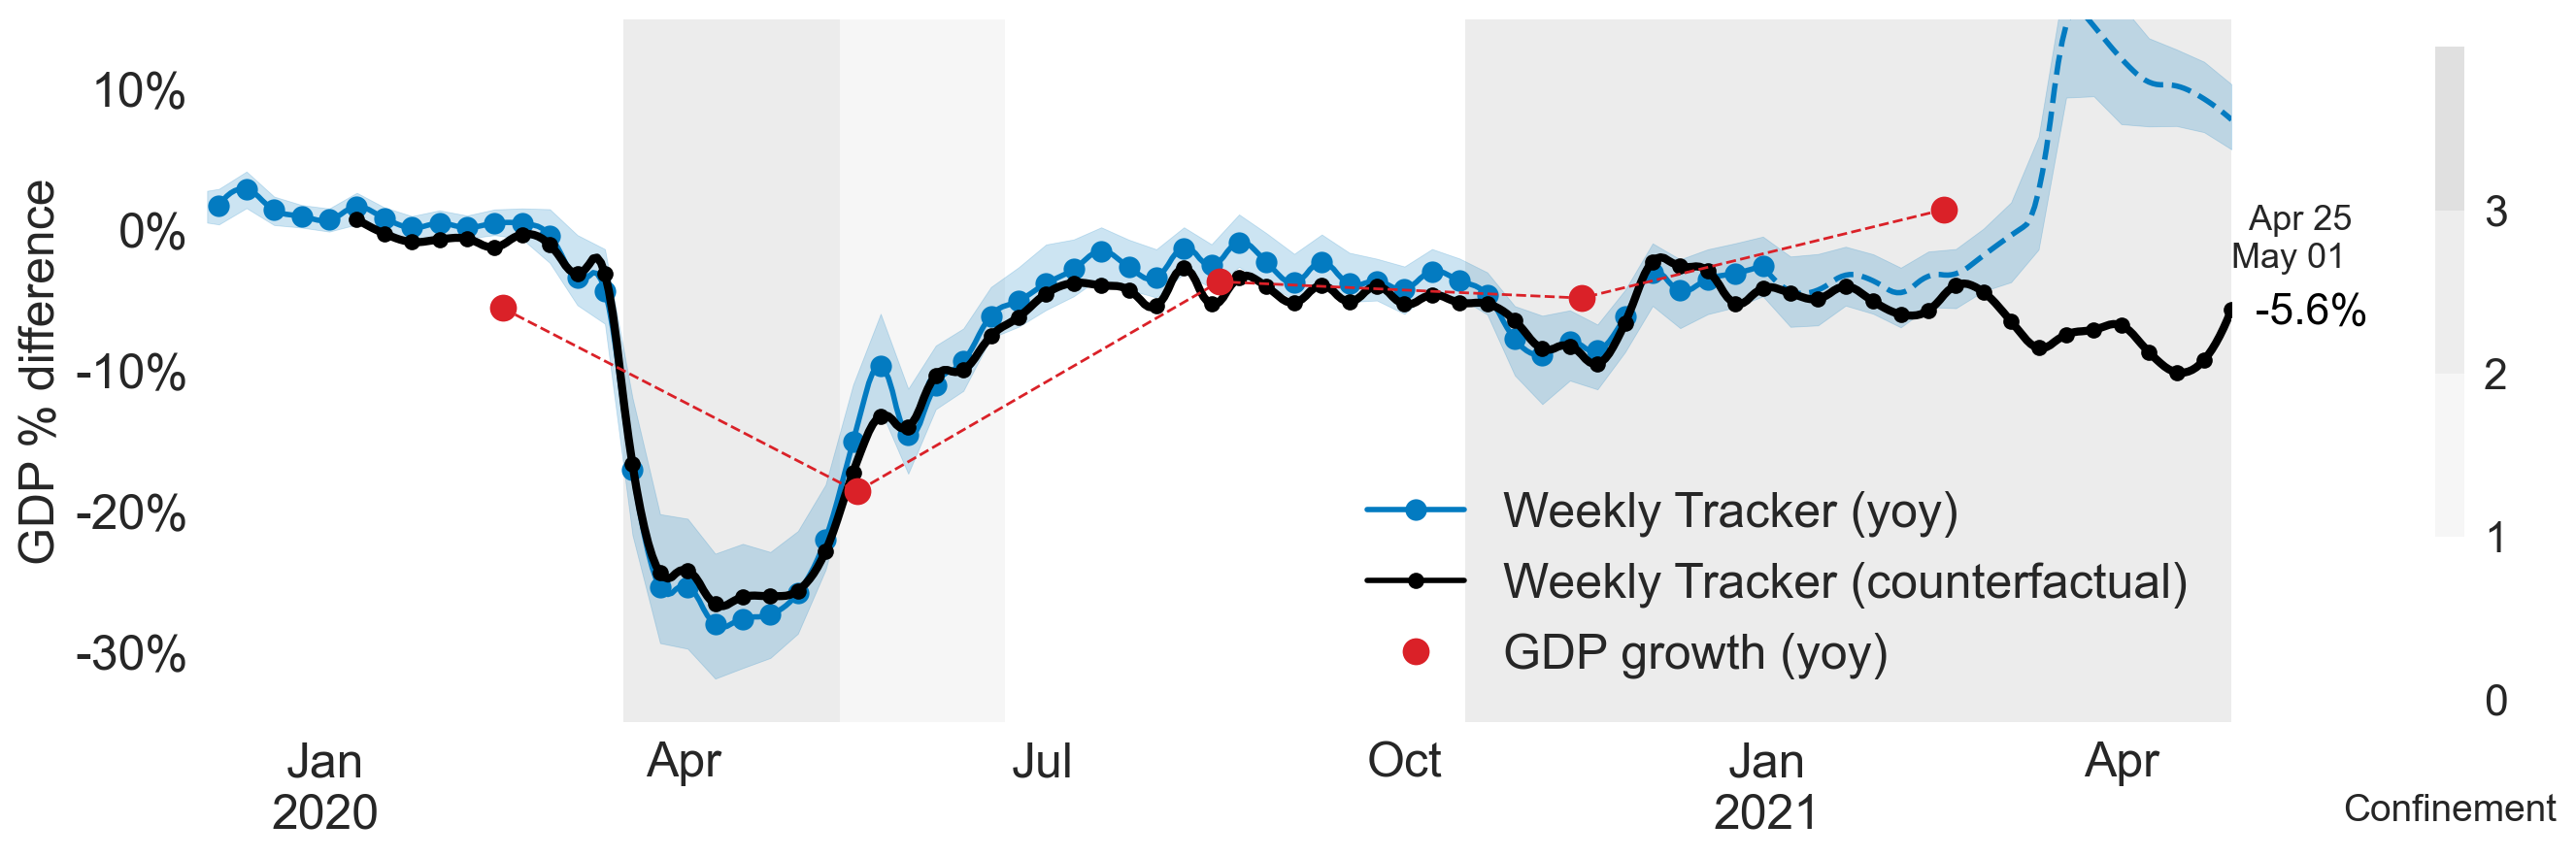 GDP % difference
10%
0%
-10%
-20%
-30%
Jan
2020
Apr
Jul
Oct
Jan
2021
Apr
Weekly Tracker (yoy)
Weekly Tracker (counterfactual)
GDP growth (yoy)
Apr 25
May 01
-5.6%
3
2
1
0
Confinement